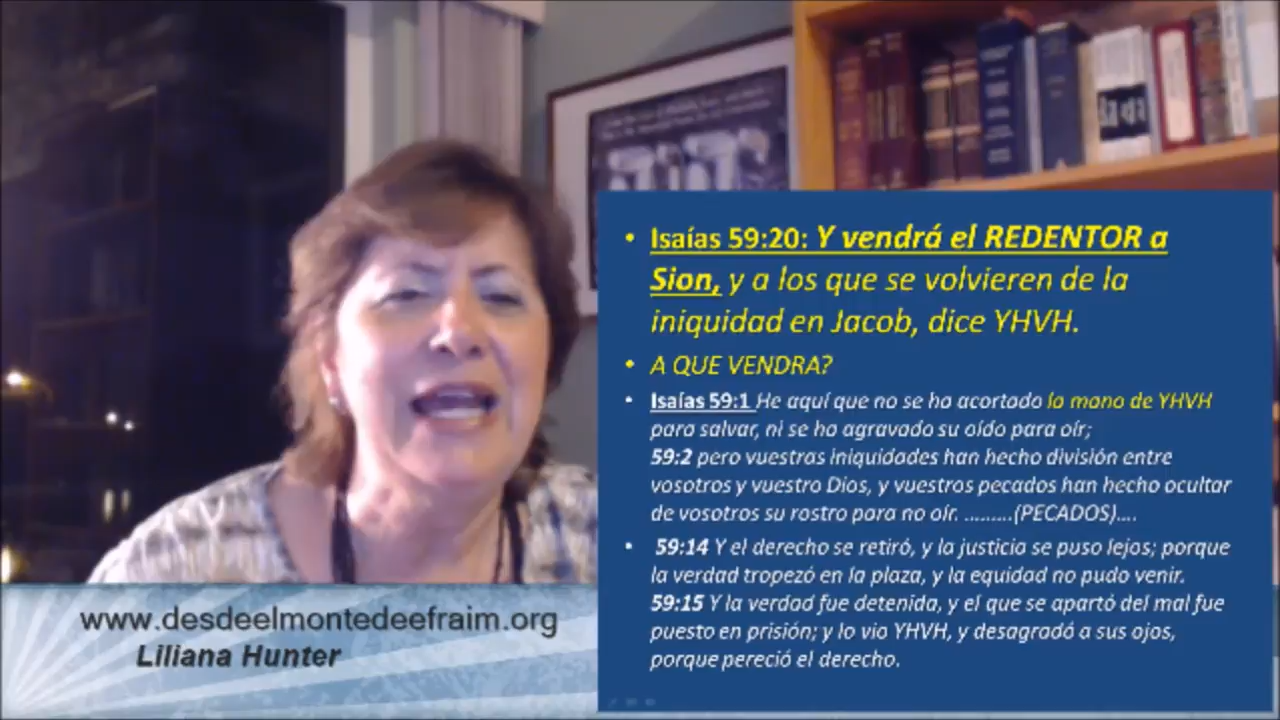 Isaías 59:20: Y vendrá el REDENTOR a
Sion, y a los que se volvieren de la
iniquidad en Jacob, dice YHVH.
A QUE VENDRA?
Isaías 59:1 He aquí que no se ha acortado la mano de YHVH
para salvar, ni se ha agravado su oído para oír;
59:2 pero vuestras iniquidades han hecho división entre
vosotros y vuestro Dios, y vuestros pecados han hecho ocultar
de vosotros su rostro para no oír. .........(PECADOS)....
59:14 Y el derecho se retiró, y la justicia se puso lejos; porque
la verdad tropezó en la plaza, y la equidad no pudo venir.
59:15 Y la verdad fue detenida, y el que se apartó del mal fue
puesto en prisión; y lo vio YHVH, y desagradó a sus ojos,
porque pereció el derecho.
www.desdeelmontedeefraim.org
Liliana Hunter